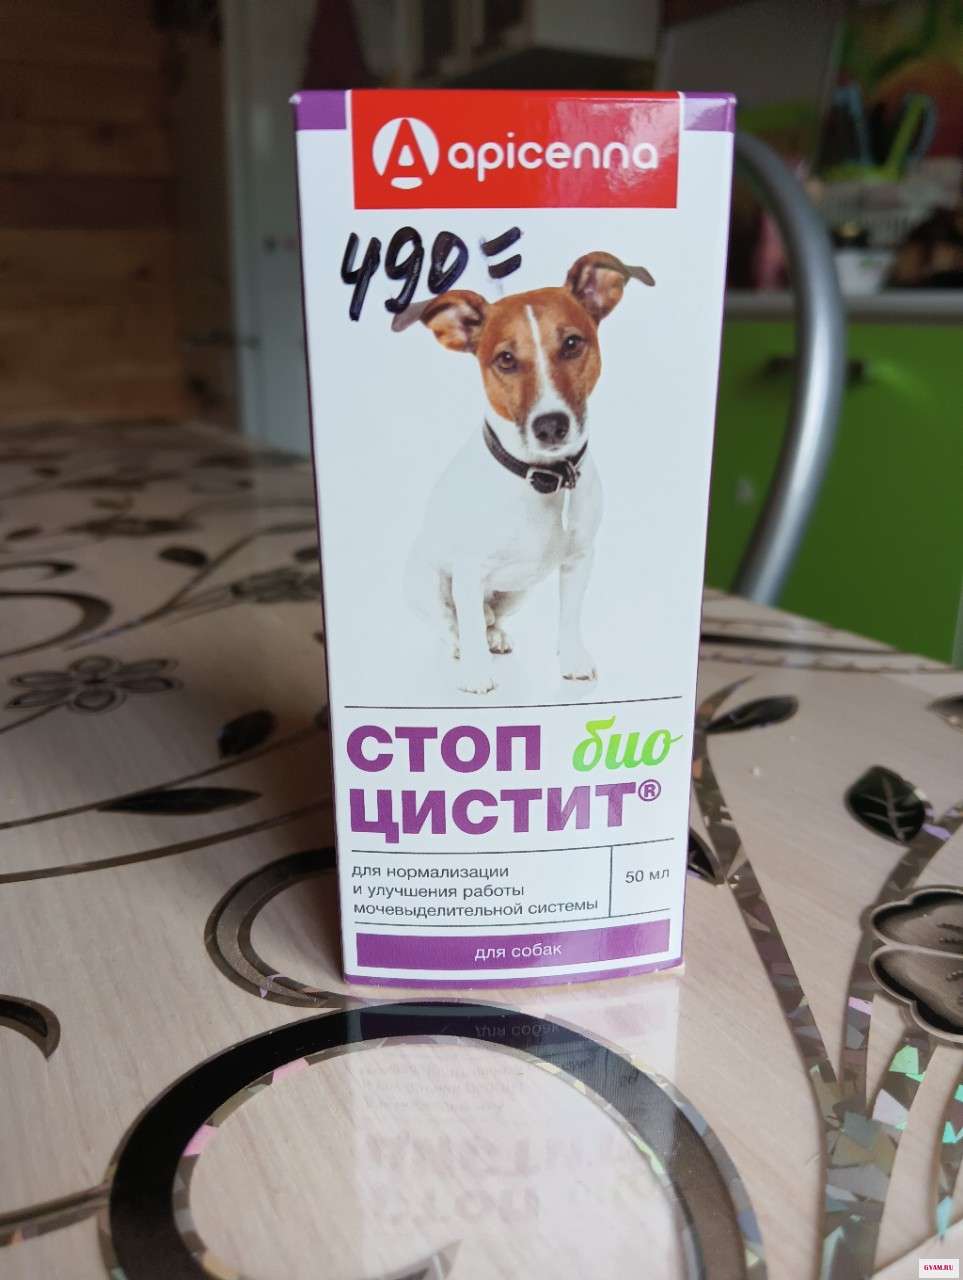 apicenna
490=
СТОП био
ЦИСТИТ®
для нормализации
и улучшения работы
мочевыделительной системы
50 мл
для собак
GVAM.RU